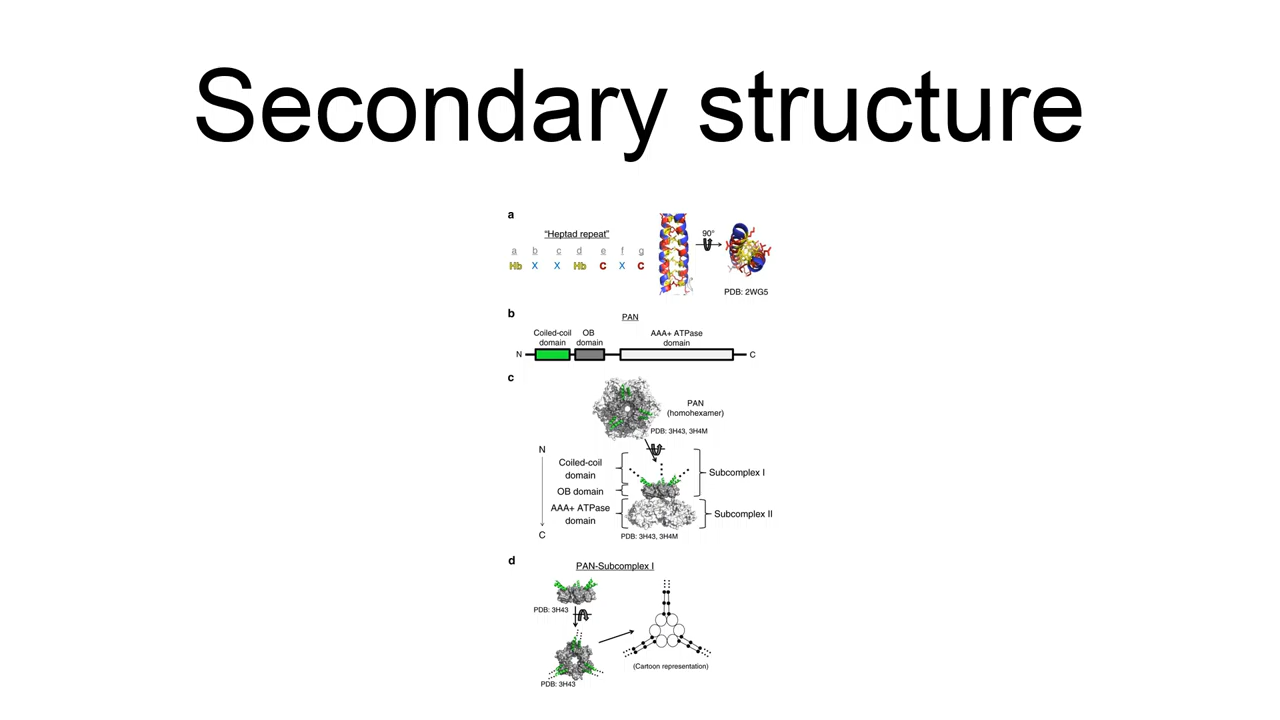 Secondary structure
a
"Heptad repeat"
a b c d e f g
Hb X X Hb C X C
90°
PDB: 2WG5
b
PAN
Coiled-coil domain
OB domain
AAA+ ATPase domain
N
C
c
PAN
(homohexamer)
PDB: 3H43, 3H4M
N
Coiled-coil
domain
OB domain
AAA+ ATPase
domain
C
Subcomplex I
Subcomplex II
PDB: 3H43, 3H4M
d
PAN-Subcomplex I
PDB: 3H43
PDB: 3H43
(Cartoon representation)